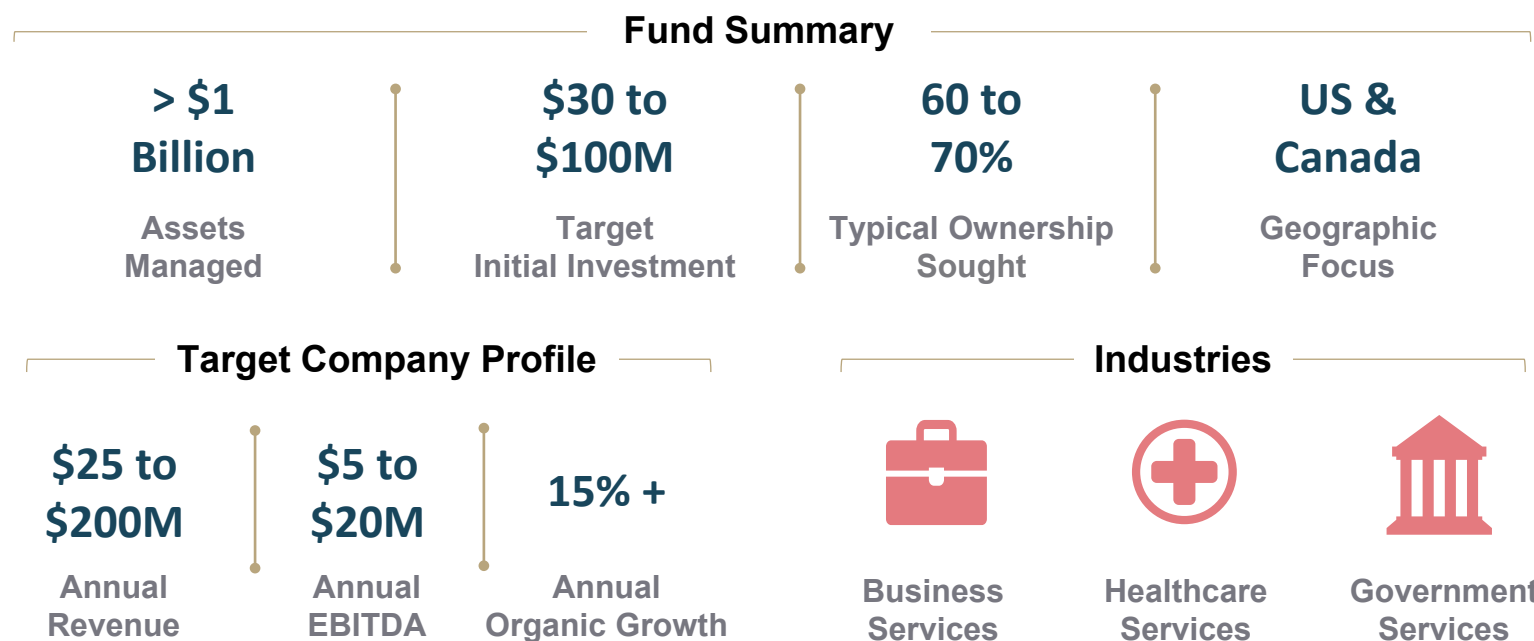 Fund Summary
> $1
Billion
Assets
Managed
$30 to
$100M
Target
Initial Investment
60 to
70%
Typical Ownership
Sought
US &
Canada
Geographic
Focus
Target Company Profile
$25 to
$200M
Annual
Revenue
$5 to
$20M
Annual
EBITDA
15% +
Annual
Organic Growth
Industries
Business
Services
Healthcare
Services
Government
Services